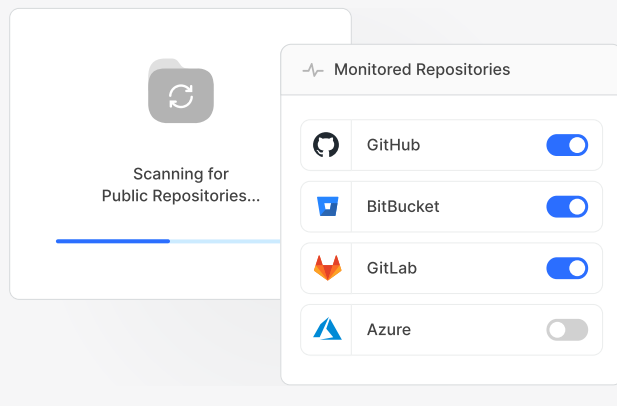 Scanning for
Public Repositories...
Monitored Repositories
GitHub
BitBucket
GitLab
Azure